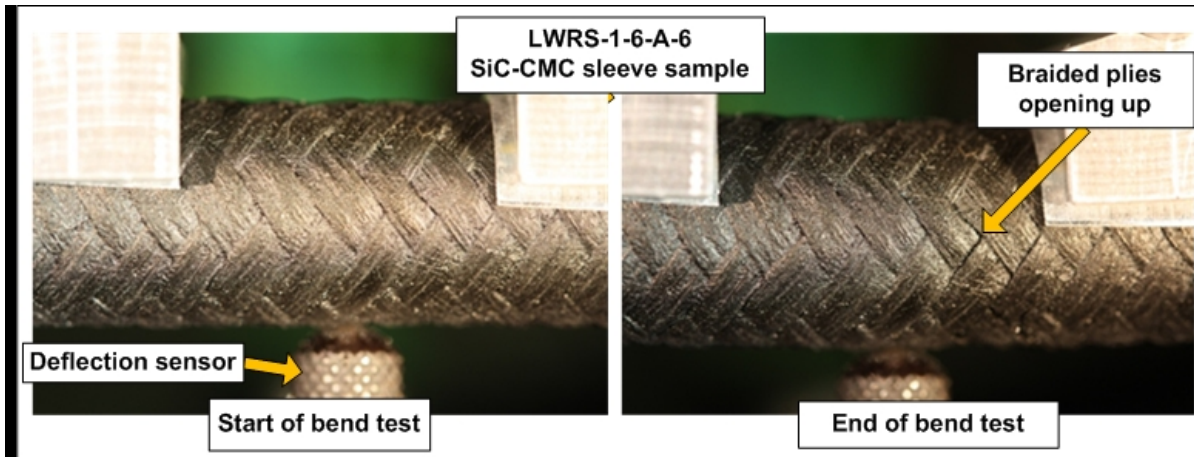 LWRS-1-6-A-6
SiC-CMC sleeve sample
Braided plies
opening up
Deflection sensor
Start of bend test
End of bend test